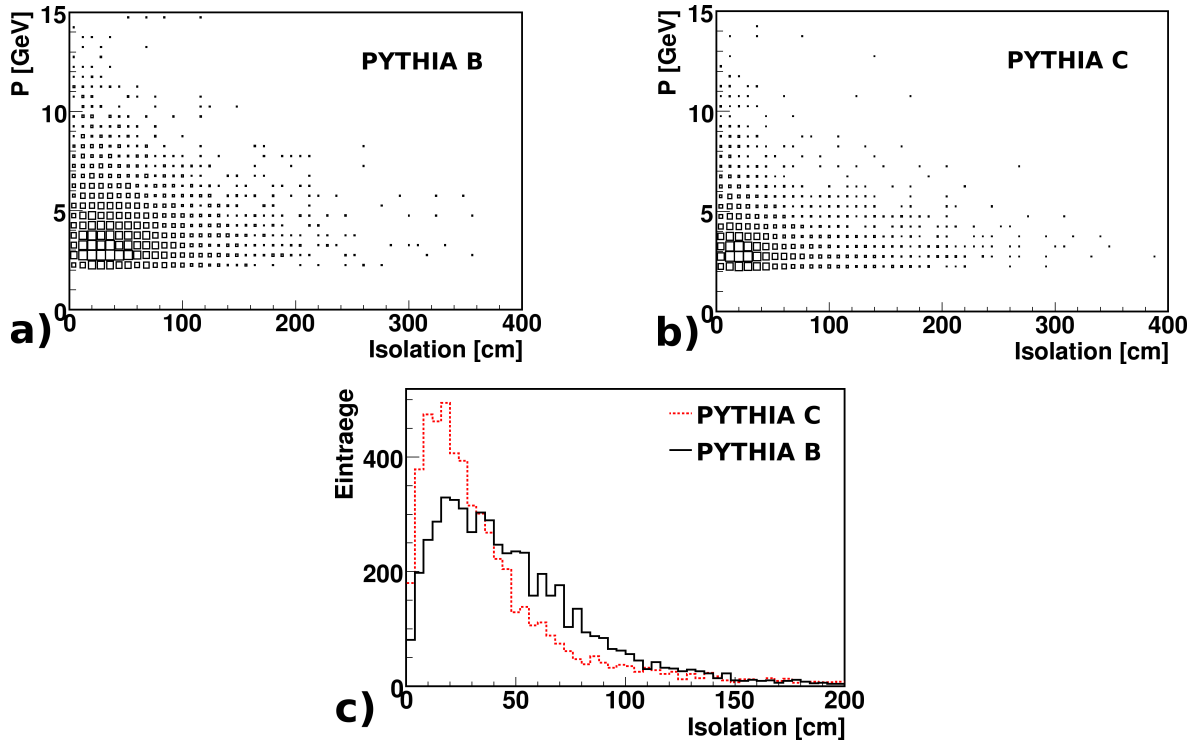 15
10
5
0
P [GeV]
PYTHIA B
0 100 200 300 400
Isolation [cm]
a)
15
10
5
0
P [GeV]
PYTHIA C
0 100 200 300 400
Isolation [cm]
b)
Eintraege
400
200
0
PYTHIA C
PYTHIA B
0 50 100 150 200
Isolation [cm]
c)